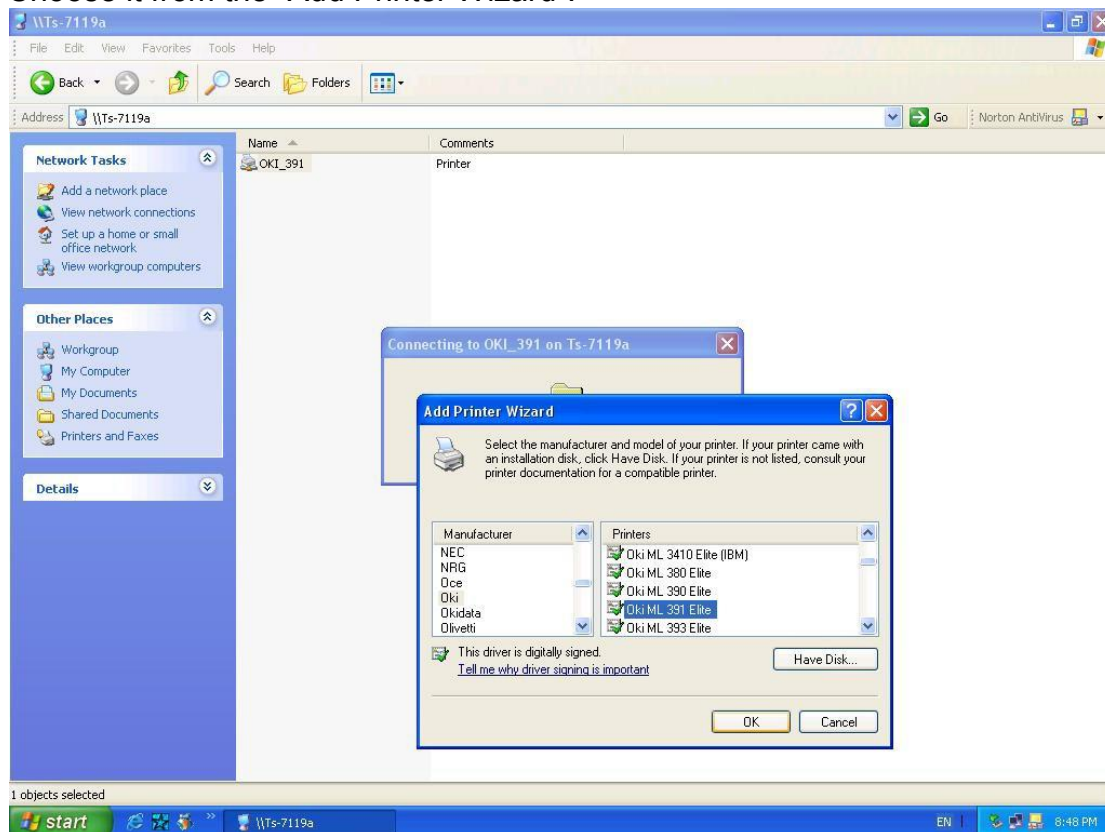 Choose it from the "Add Printer Wizard".
\\Ts-7119a
File Edit View Favorites Tools Help
Back Search Folders
Address \\Ts-7119a Go Norton AntiVirus
Name Comments
OKI_391 Printer
Network Tasks
Add a network place
View network connections
Set up a home or small
office network
View workgroup computers
Other Places
Workgroup
My Computer
My Documents
Shared Documents
Printers and Faxes
Details
Connecting to OKI_391 on Ts-7119a
Add Printer Wizard
Select the manufacturer and model of your printer. If your printer came with
an installation disk, click Have Disk. If your printer is not listed, consult your
printer documentation for a compatible printer.
Manufacturer
NEC
NRG
Oce
Oki
Okidata
Olivetti
Printers
Oki ML 3410 Elite (IBM)
Oki ML 380 Elite
Oki ML 390 Elite
Oki ML 391 Elite
Oki ML 393 Elite
This driver is digitally signed.
Tell me why driver signing is important
Have Disk...
OK Cancel
1 objects selected
start \\Ts-7119a EN 8:48 PM